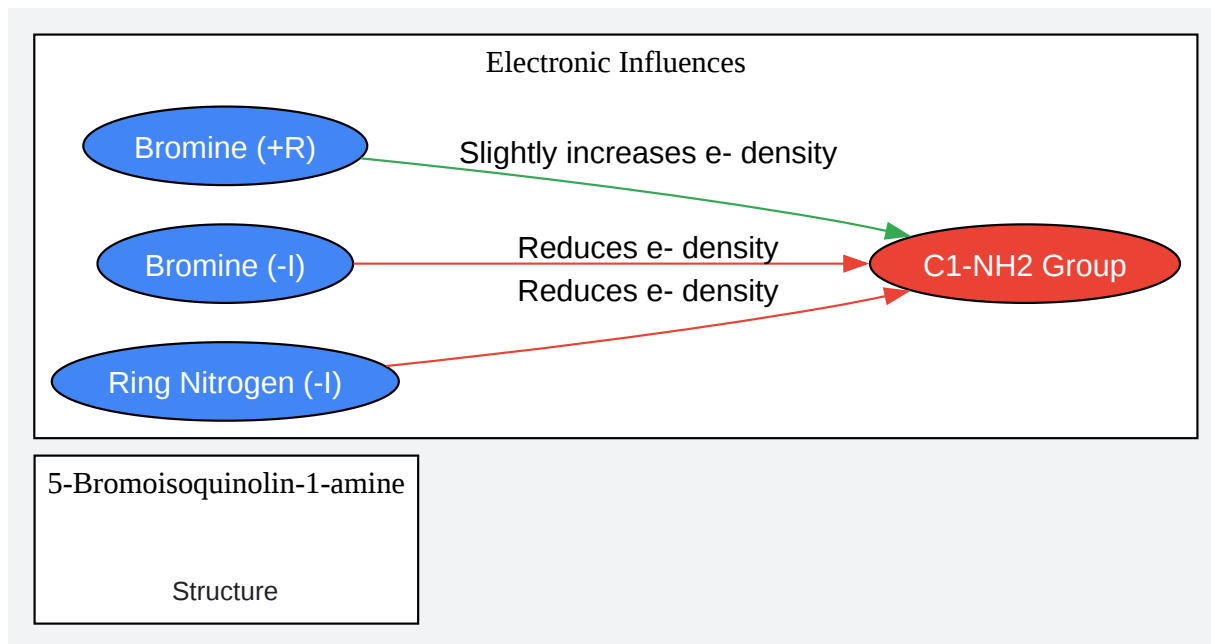 Electronic Influences
Bromine (+R)
Slightly increases e- density
Bromine (-I)
Reduces e- density
C1-NH2 Group
Reduces e- density
Ring Nitrogen (-I)
5-Bromoisoquinolin-1-amine
Structure